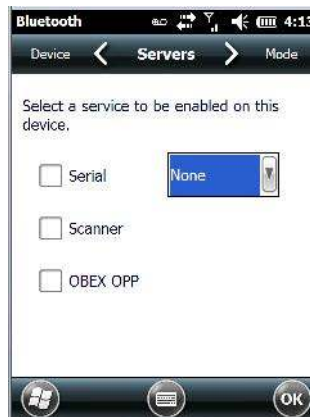 Bluetooth 4:13
Device Servers Mode
Select a service to be enabled on this
device.
Serial None
Scanner
OBEX OPP
OK